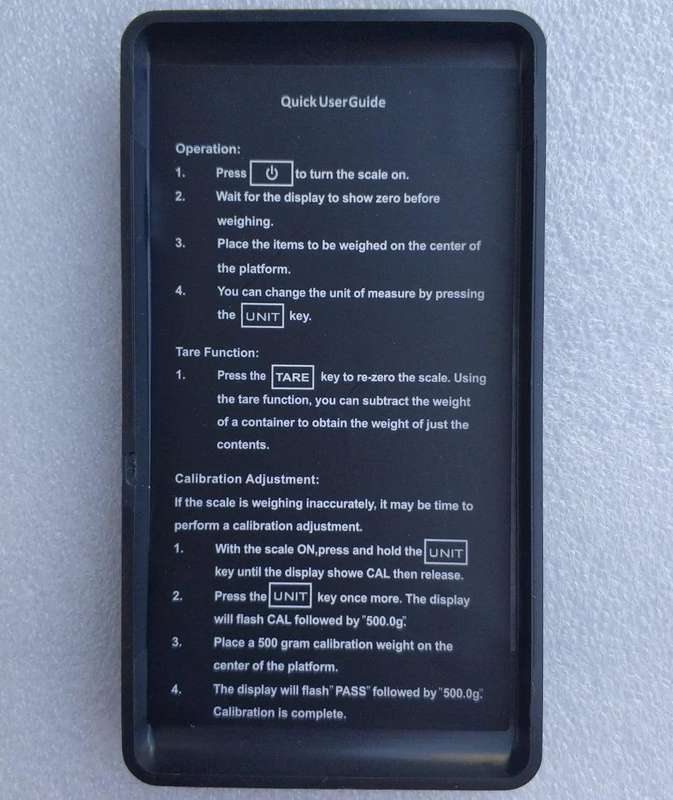 Quick User Guide
Operation:
1. Press ⏻ to turn the scale on.
2. Wait for the display to show zero before
weighing.
3. Place the items to be weighed on the center of
the platform.
4. You can change the unit of measure by pressing
the UNIT key.
Tare Function:
1. Press the TARE key to re-zero the scale. Using
the tare function, you can subtract the weight
of a container to obtain the weight of just the
contents.
Calibration Adjustment:
If the scale is weighing inaccurately, it may be time to
perform a calibration adjustment.
1. With the scale ON,press and hold the UNIT
key until the display showe CAL then release.
2. Press the UNIT key once more. The display
will flash CAL followed by "500.0g".
3. Place a 500 gram calibration weight on the
center of the platform.
4. The display will flash" PASS" followed by "500.0g".
Calibration is complete.